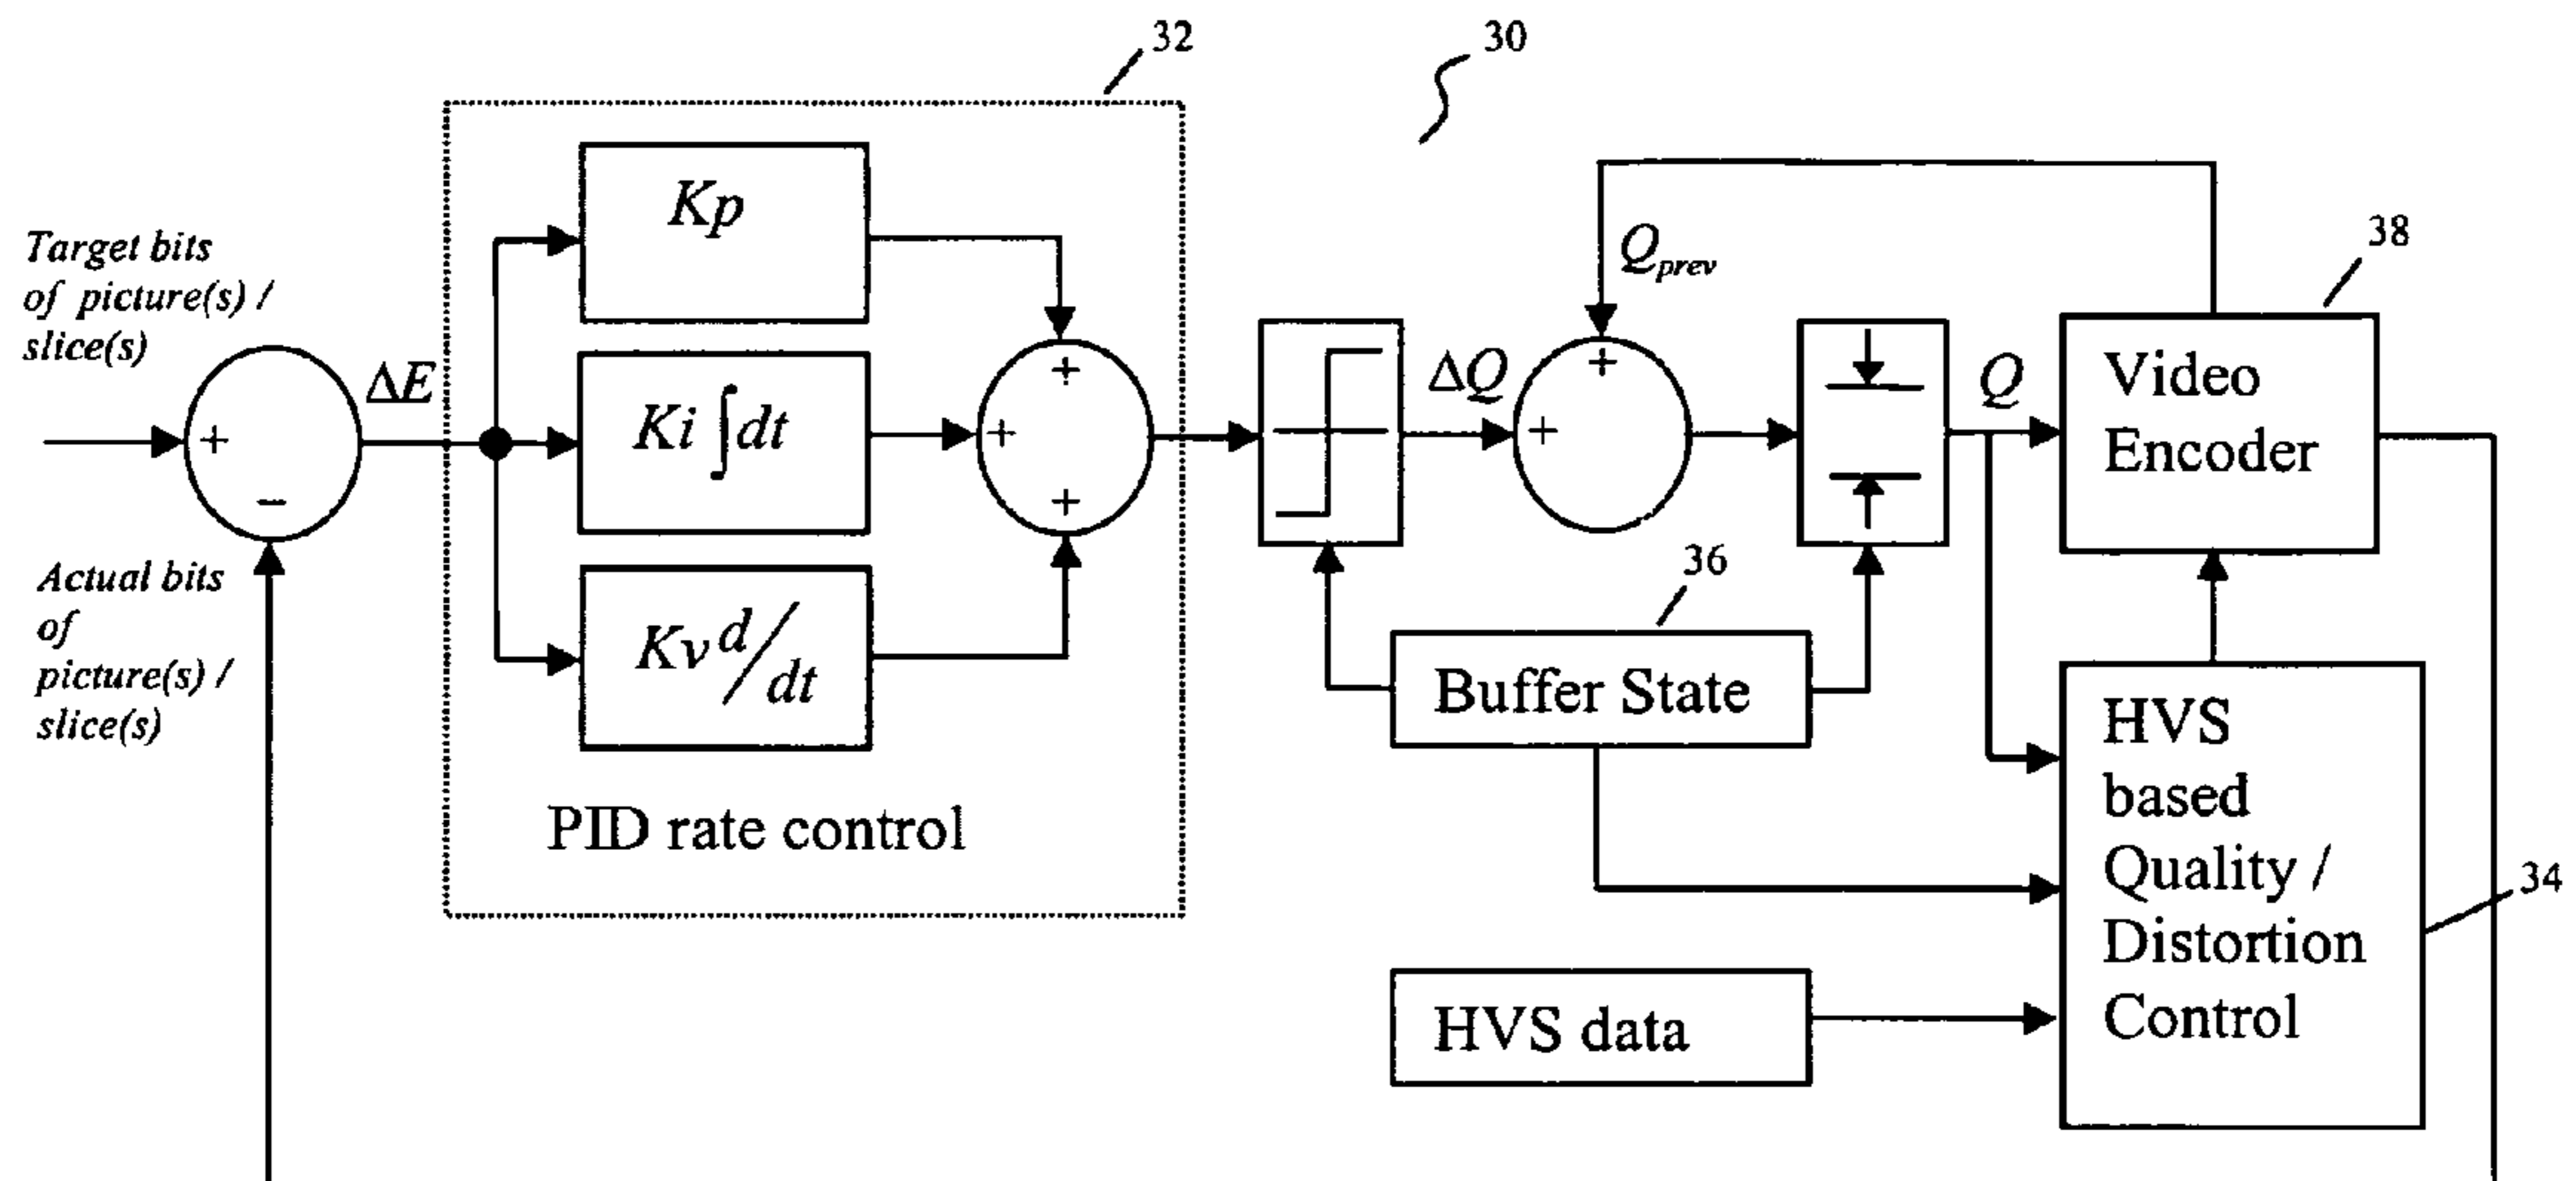 32
30
38
Target bits
of picture(s) /
slice(s)
ΔE
+
−
Actual bits
of
picture(s) /
slice(s)
Kp
Ki ∫dt
Kv d/dt
+
+
+
PID rate control
ΔQ
Qprev
+
+
Q
Video
Encoder
36
Buffer State
HVS data
HVS
based
Quality /
Distortion
Control
34